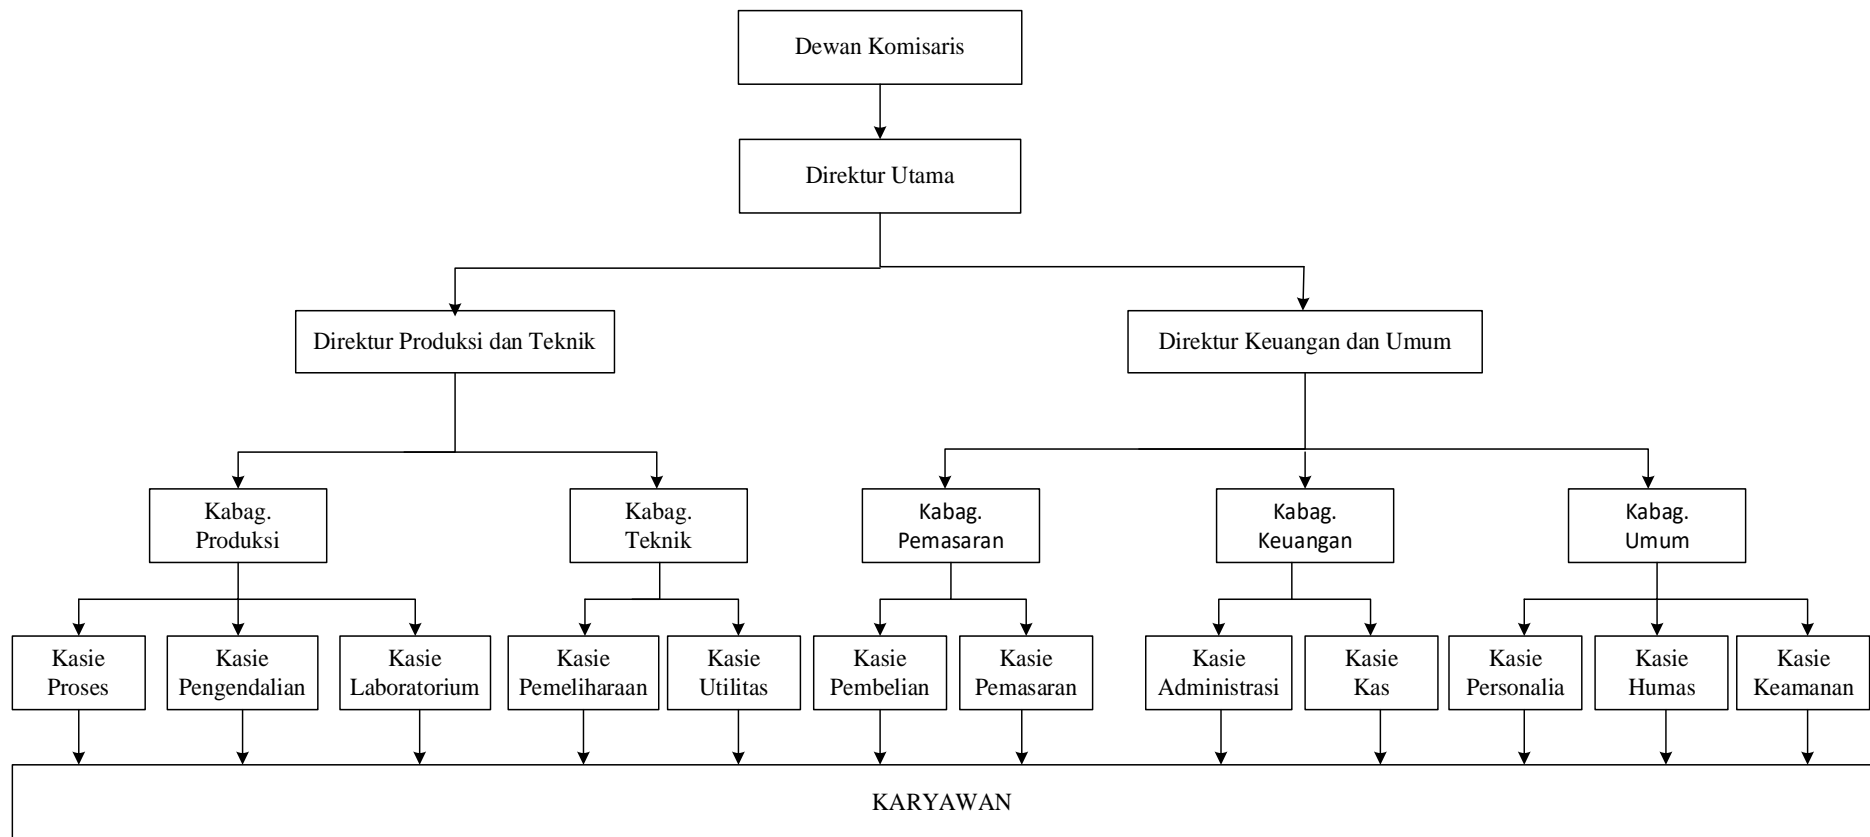 Dewan Komisaris
Direktur Utama
Direktur Produksi dan Teknik
Direktur Keuangan dan Umum
Kabag.
Produksi
Kabag.
Teknik
Kabag.
Pemasaran
Kabag.
Keuangan
Kabag.
Umum
Kasie
Proses
Kasie
Pengendalian
Kasie
Laboratorium
Kasie
Pemeliharaan
Kasie
Utilitas
Kasie
Pembelian
Kasie
Pemasaran
Kasie
Administrasi
Kasie
Kas
Kasie
Personalia
Kasie
Humas
Kasie
Keamanan
KARYAWAN